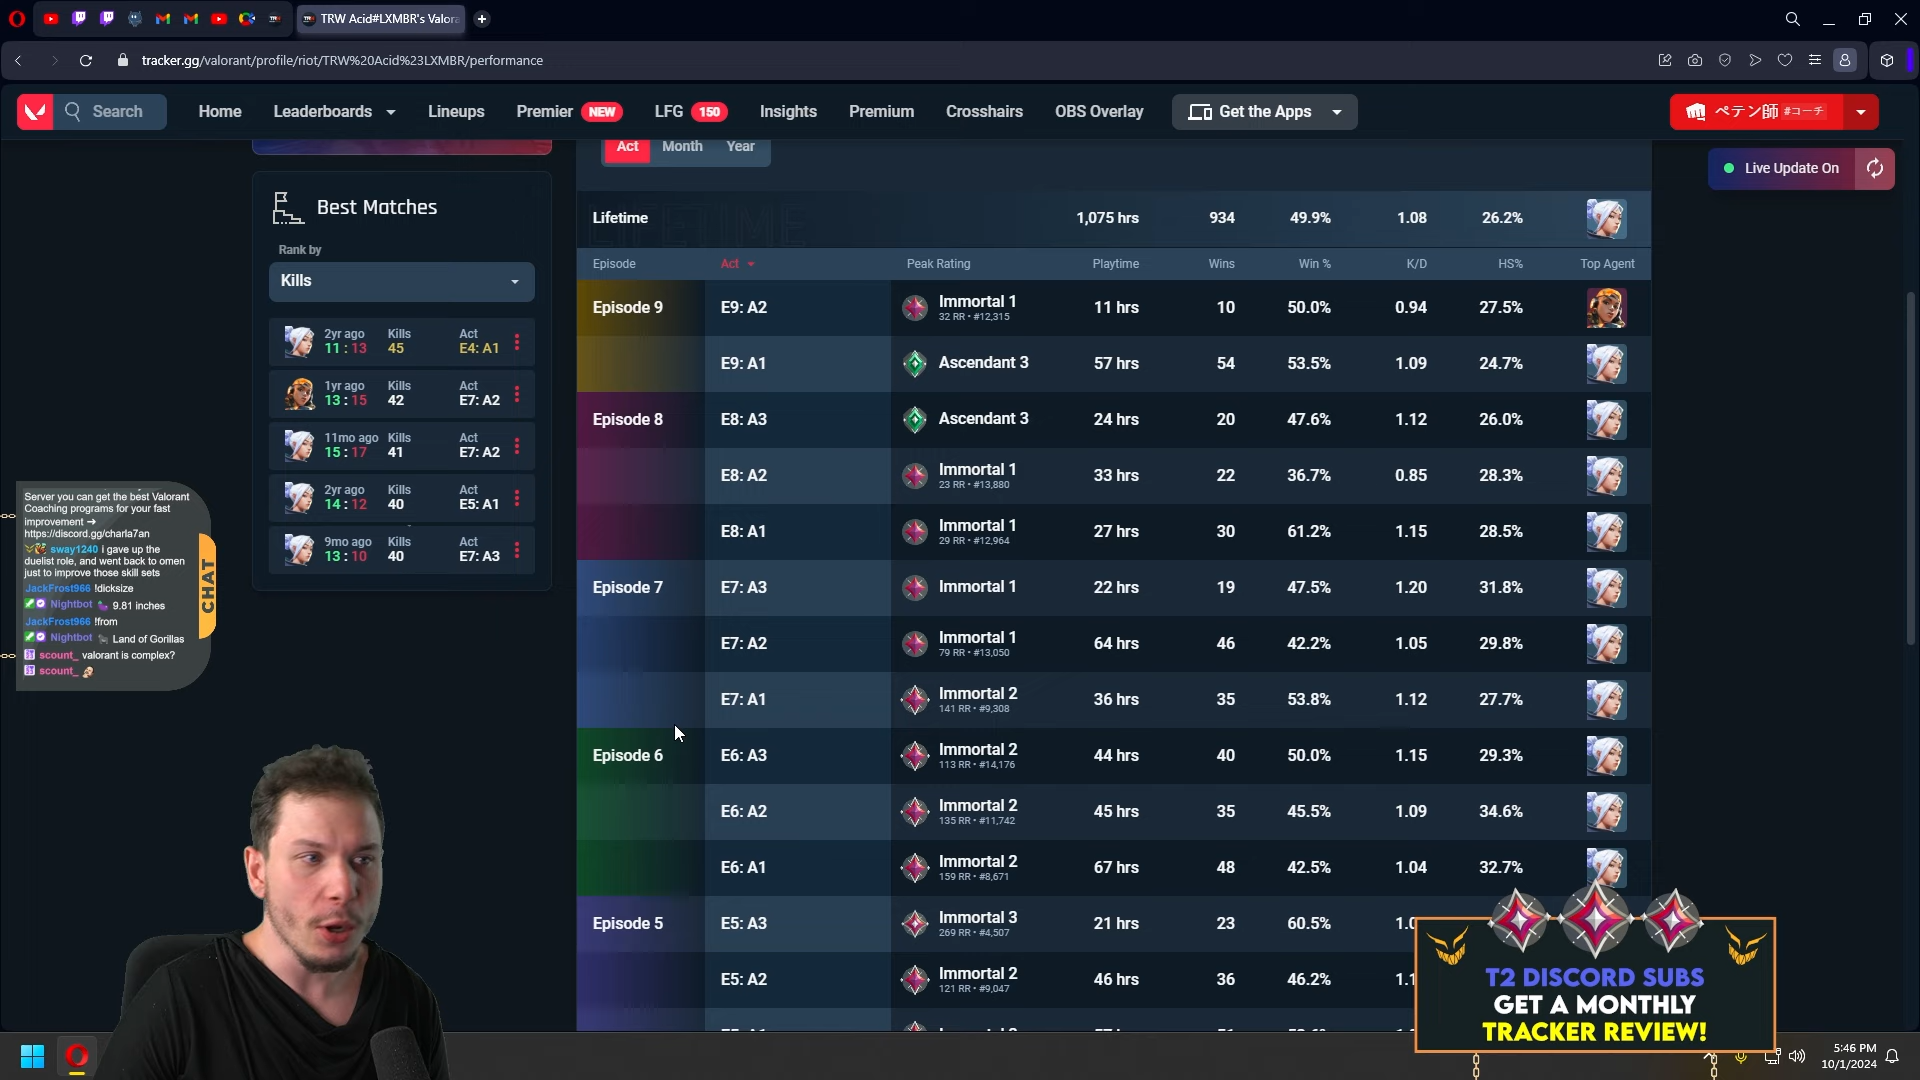 TRW Acid#LXMBR's Valora
tracker.gg/valorant/profile/riot/TRW%20Acid%23LXMBR/performance
Search
Home
Leaderboards
Lineups
Premier NEW
LFG 150
Insights
Premium
Crosshairs
OBS Overlay
Get the Apps
ペテン師 #コーチ
Live Update On
Act Month Year
Best Matches
Rank by
Kills
2yr ago Kills Act
11 : 13 45 E4: A1
1yr ago Kills Act
13 : 15 42 E7: A2
11mo ago Kills Act
15 : 17 41 E7: A2
2yr ago Kills Act
14 : 12 40 E5: A1
9mo ago Kills Act
13 : 10 40 E7: A3
Lifetime 1,075 hrs 934 49.9% 1.08 26.2%
LIFETIME
Episode Act Peak Rating Playtime Wins Win % K/D HS% Top Agent
Episode 9 E9: A2 Immortal 1 11 hrs 10 50.0% 0.94 27.5%
32 RR • #12,315
E9: A1 Ascendant 3 57 hrs 54 53.5% 1.09 24.7%
Episode 8 E8: A3 Ascendant 3 24 hrs 20 47.6% 1.12 26.0%
E8: A2 Immortal 1 33 hrs 22 36.7% 0.85 28.3%
23 RR • #13,880
E8: A1 Immortal 1 27 hrs 30 61.2% 1.15 28.5%
29 RR • #12,964
Episode 7 E7: A3 Immortal 1 22 hrs 19 47.5% 1.20 31.8%
E7: A2 Immortal 1 64 hrs 46 42.2% 1.05 29.8%
79 RR • #13,050
E7: A1 Immortal 2 36 hrs 35 53.8% 1.12 27.7%
141 RR • #9,308
Episode 6 E6: A3 Immortal 2 44 hrs 40 50.0% 1.15 29.3%
113 RR • #14,176
E6: A2 Immortal 2 45 hrs 35 45.5% 1.09 34.6%
135 RR • #11,742
E6: A1 Immortal 2 67 hrs 48 42.5% 1.04 32.7%
159 RR • #8,671
Episode 5 E5: A3 Immortal 3 21 hrs 23 60.5%
269 RR • #4,507
E5: A2 Immortal 2 46 hrs 36 46.2%
121 RR • #9,047
Server you can get the best Valorant
Coaching programs for your fast
improvement ➔
https://discord.gg/charla7an
sway1240 i gave up the
duelist role, and went back to omen
just to improve those skill sets
JackFrost966 !dicksize
Nightbot 9.81 inches
JackFrost966 !from
Nightbot Land of Gorillas
scount_ valorant is complex?
scount_
CHAT
T2 DISCORD SUBS
GET A MONTHLY
TRACKER REVIEW!
5:46 PM
10/1/2024